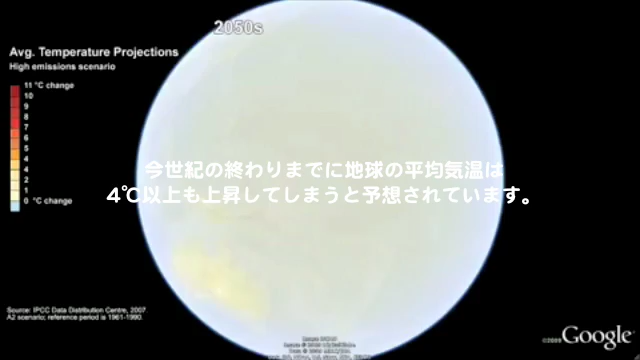 2050s
Avg. Temperature Projections
High emissions scenario
11 °C change
10
9
8
7
6
5
4
3
2
1
0 °C change
今世紀の終わりまでに地球の平均気温は
4℃以上も上昇してしまうと予想されています。
Source: IPCC Data Distribution Centre, 2007.
A2 scenario; reference period is 1961-1990.
©2009 Google